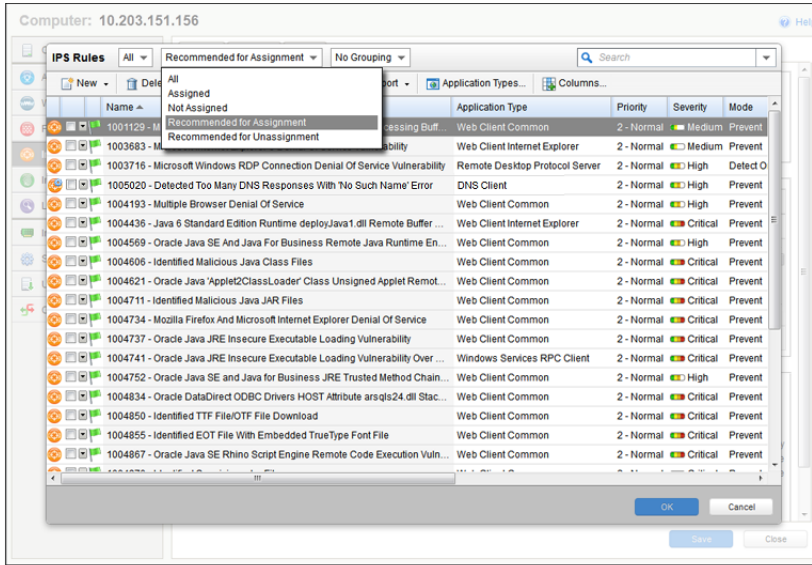 Computer: 10.203.151.156
Help
IPS Rules All Recommended for Assignment No Grouping Search
All
Assigned
Not Assigned
Recommended for Assignment
Recommended for Unassignment
New Dele ort Application Types... Columns...
Name Application Type Priority Severity Mode
1001129 - M cessing Buff... Web Client Common 2 - Normal Medium Prevent
1003683 - M ability Web Client Internet Explorer 2 - Normal Medium Prevent
1003716 - Microsoft Windows RDP Connection Denial Of Service Vulnerability Remote Desktop Protocol Server 2 - Normal High Detect O
1005020 - Detected Too Many DNS Responses With 'No Such Name' Error DNS Client 2 - Normal High Prevent
1004193 - Multiple Browser Denial Of Service Web Client Common 2 - Normal High Prevent
1004436 - Java 6 Standard Edition Runtime deployJava1.dll Remote Buffer ... Web Client Internet Explorer 2 - Normal Critical Prevent
1004569 - Oracle Java SE And Java For Business Remote Java Runtime En... Web Client Common 2 - Normal High Prevent
1004606 - Identified Malicious Java Class Files Web Client Common 2 - Normal Critical Prevent
1004621 - Oracle Java 'Applet2ClassLoader' Class Unsigned Applet Remot... Web Client Common 2 - Normal Critical Prevent
1004711 - Identified Malicious Java JAR Files Web Client Common 2 - Normal Critical Prevent
1004734 - Mozilla Firefox And Microsoft Internet Explorer Denial Of Service Web Client Common 2 - Normal Critical Prevent
1004737 - Oracle Java JRE Insecure Executable Loading Vulnerability Web Client Common 2 - Normal Critical Prevent
1004741 - Oracle Java JRE Insecure Executable Loading Vulnerability Over ... Windows Services RPC Client 2 - Normal Critical Prevent
1004752 - Oracle Java SE and Java for Business JRE Trusted Method Chain... Web Client Common 2 - Normal High Prevent
1004834 - Oracle DataDirect ODBC Drivers HOST Attribute arsqls24.dll Stac... Web Client Common 2 - Normal Critical Prevent
1004850 - Identified TTF File/OTF File Download Web Client Common 2 - Normal Critical Prevent
1004855 - Identified EOT File With Embedded TrueType Font File Web Client Common 2 - Normal Critical Prevent
1004867 - Oracle Java SE Rhino Script Engine Remote Code Execution Vuln... Web Client Common 2 - Normal Critical Prevent
OK Cancel
Save Close